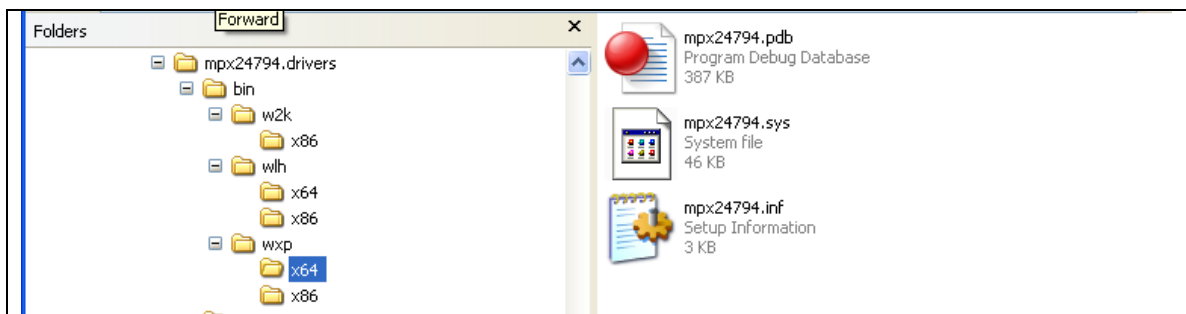 Folders
Forward
mpx24794.drivers
bin
w2k
x86
wlh
x64
x86
wxp
x64
x86
mpx24794.pdb
Program Debug Database
387 KB
mpx24794.sys
System file
46 KB
mpx24794.inf
Setup Information
3 KB